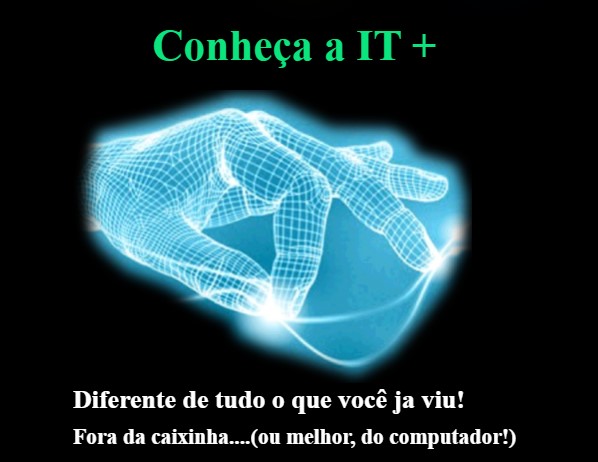 Conheça a IT +
Diferente de tudo o que você ja viu!
Fora da caixinha....(ou melhor, do computador!)